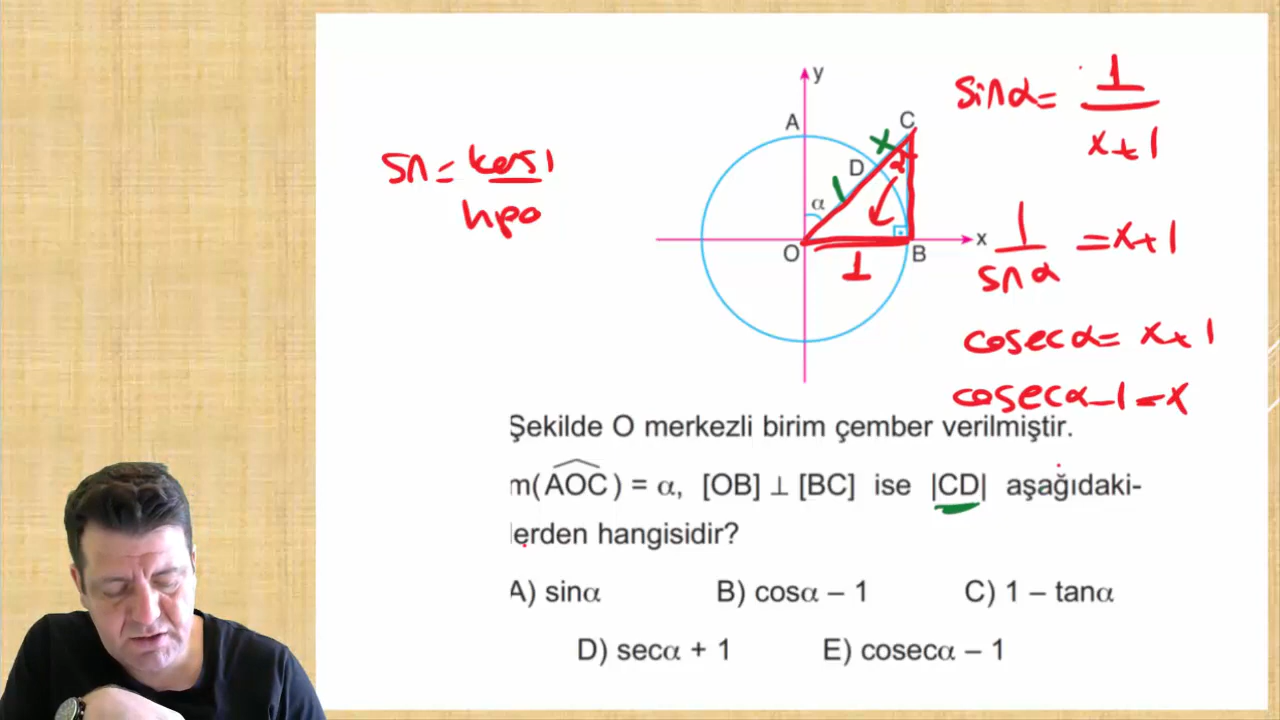 y
A
C
x
D
α
α
O
1
B
x
1
sin = karşı
hipo
sinα = 1
x+1
1 = x+1
sinα
cosecα = x+1
cosecα-1=x
Şekilde O merkezli birim çember verilmiştir.
m(AOC) = α, [OB] ⊥ [BC] ise |CD| aşağıdaki-
lerden hangisidir?
A) sinα B) cosα – 1 C) 1 – tanα
D) secα + 1 E) cosecα – 1